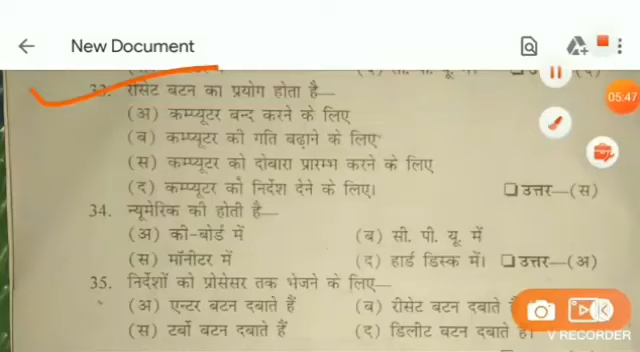 New Document
05:47
33. रीसेट बटन का प्रयोग होता है—
(अ) कम्प्यूटर बन्द करने के लिए
(ब) कम्प्यूटर की गति बढ़ाने के लिए
(स) कम्प्यूटर को दोबारा प्रारम्भ करने के लिए
(द) कम्प्यूटर को निर्देश देने के लिए। ❑ उत्तर—(स)
34. न्यूमेरिक की होती है—
(अ) की-बोर्ड में (ब) सी. पी. यू. में
(स) मॉनीटर में (द) हार्ड डिस्क में। ❑ उत्तर—(अ)
35. निर्देशों को प्रोसेसर तक भेजने के लिए—
(अ) एन्टर बटन दबाते हैं (ब) रीसेट बटन दबाते
(स) टर्बो बटन दबाते हैं (द) डिलीट बटन दबाते हैं।
V RECORDER